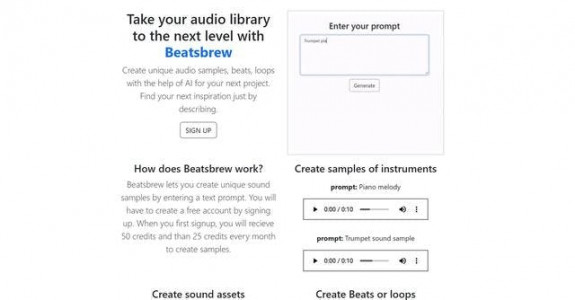 Take your audio library
to the next level with
Beatsbrew
Create unique audio samples, beats, loops
with the help of AI for your next project.
Find your next inspiration just by
describing.
SIGN UP
Enter your prompt
Trumpet pla
Generate
How does Beatsbrew work?
Beatsbrew lets you create unique sound
samples by entering a text prompt. You will
have to create a free account by signing
up. When you first signup, you will recieve
50 credits and than 25 credits every month
to create samples.
Create samples of instruments
prompt: Piano melody
0:00 / 0:10
prompt: Trumpet sound sample
0:00 / 0:10
Create sound assets
Create Beats or loops